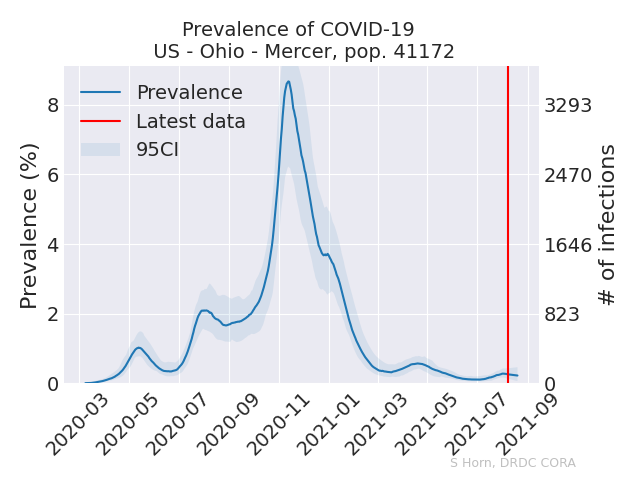 Prevalence of COVID-19
US - Ohio - Mercer, pop. 41172
Prevalence
Latest data
95CI
Prevalence (%)
8
6
4
2
0
3293
2470
1646
823
0
# of infections
2020-03
2020-05
2020-07
2020-09
2020-11
2021-01
2021-03
2021-05
2021-07
2021-09
S Horn, DRDC CORA